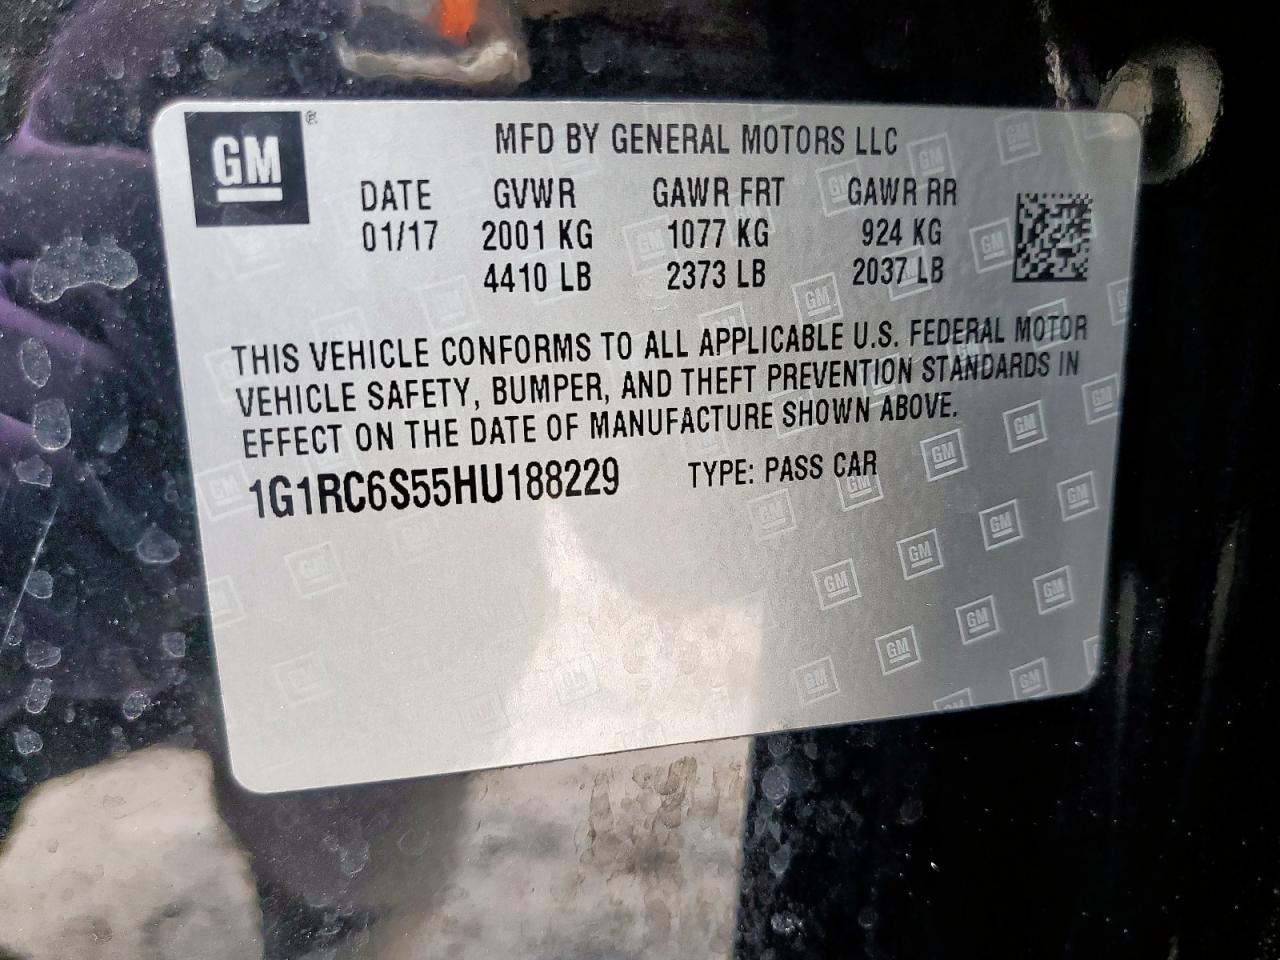 GM ®
MFD BY GENERAL MOTORS LLC
DATE GVWR GAWR FRT GAWR RR
01/17 2001 KG 1077 KG 924 KG
4410 LB 2373 LB 2037 LB
THIS VEHICLE CONFORMS TO ALL APPLICABLE U.S. FEDERAL MOTOR
VEHICLE SAFETY, BUMPER, AND THEFT PREVENTION STANDARDS IN
EFFECT ON THE DATE OF MANUFACTURE SHOWN ABOVE.
1G1RC6S55HU188229 TYPE: PASS CAR